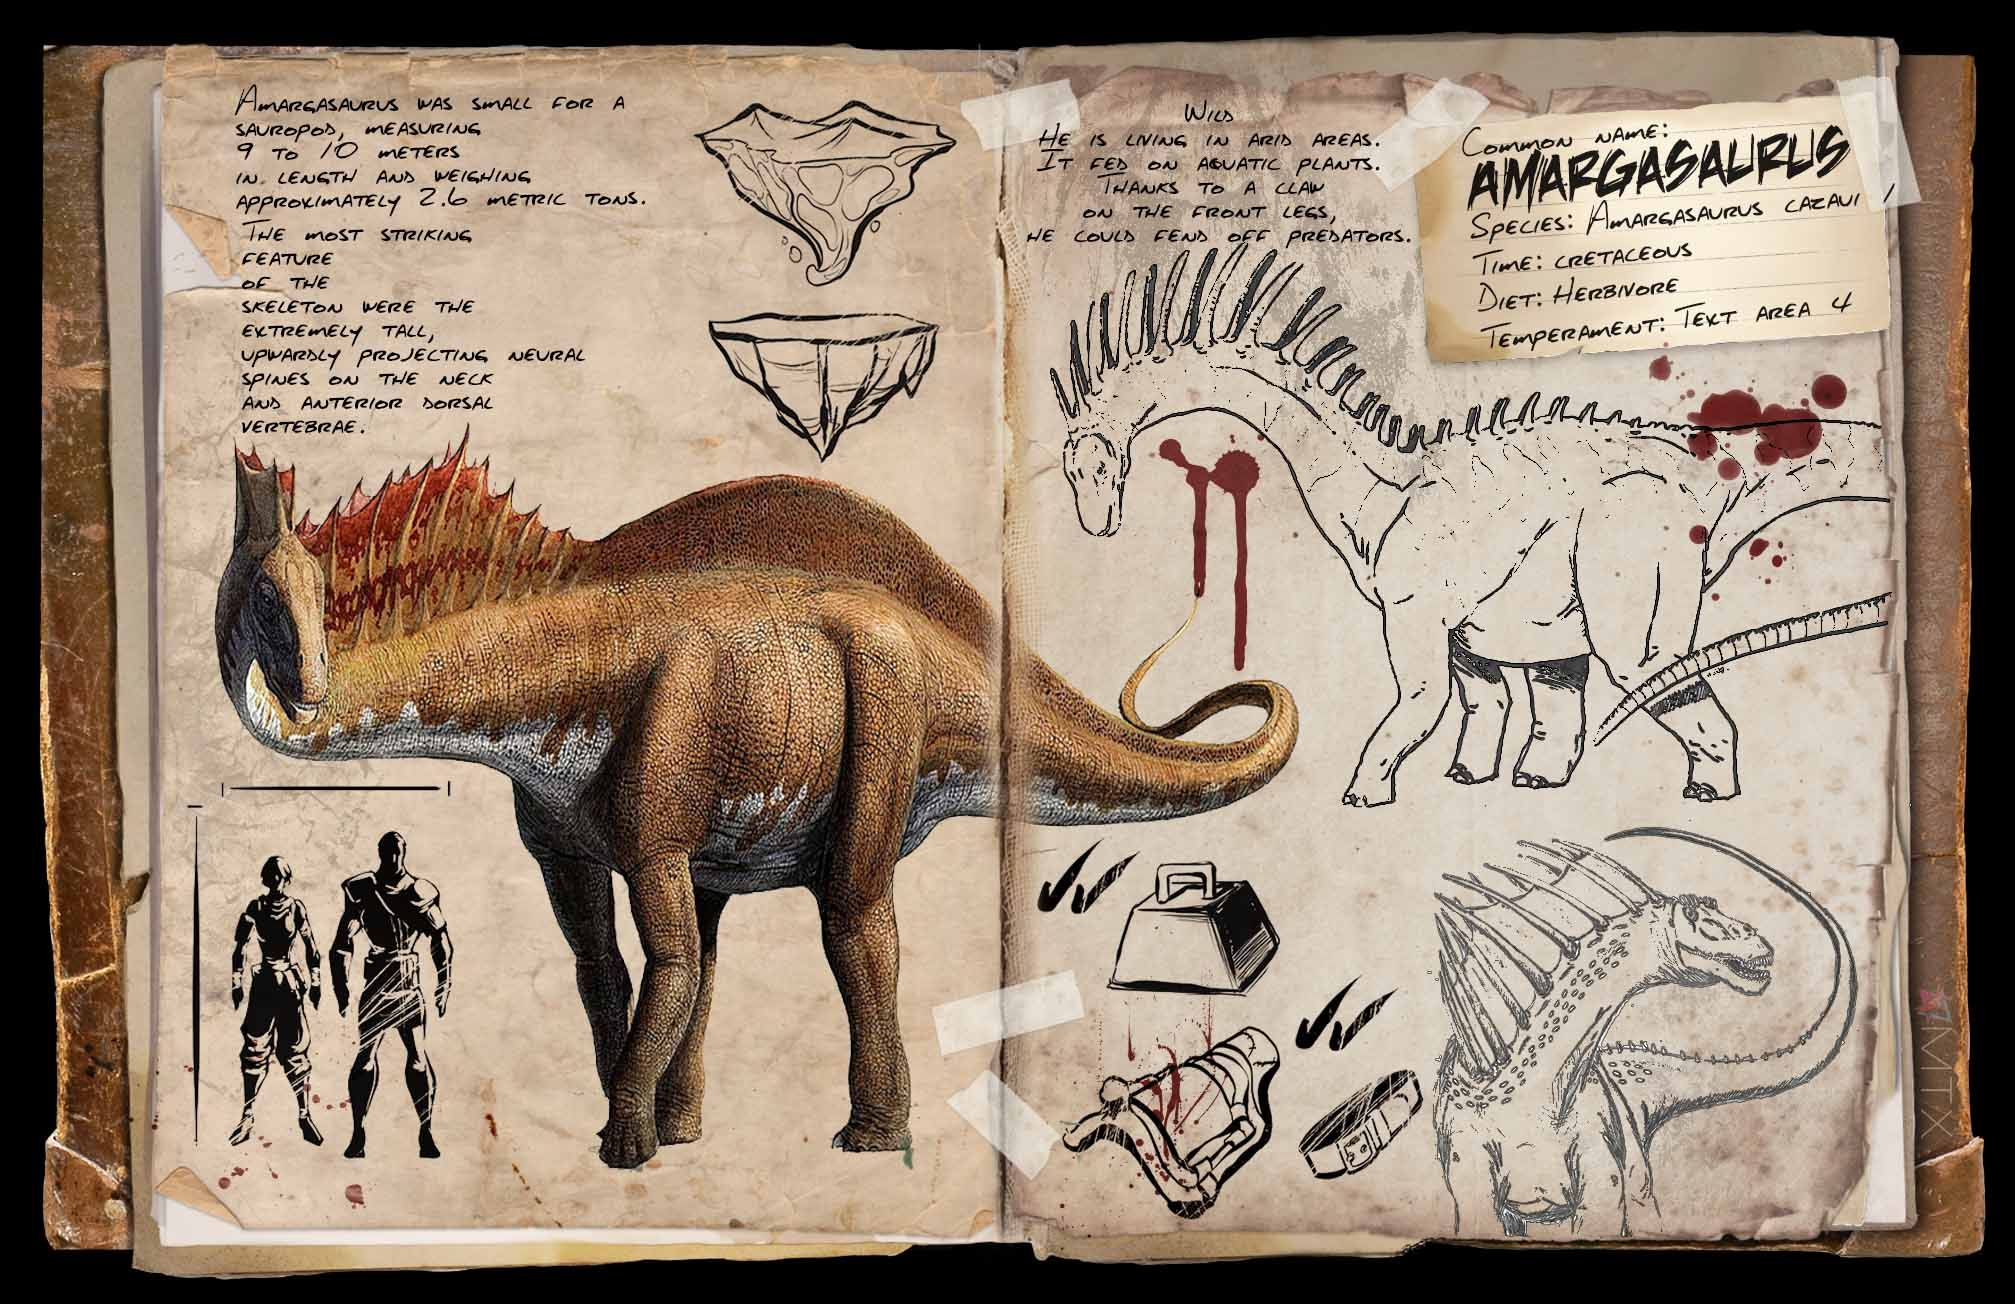 Amargasaurus was small for a
sauropod, measuring
9 to 10 meters
in length and weighing
approximately 2.6 metric tons.
The most striking
feature
of the
skeleton were the
extremely tall,
upwardly projecting neural
spines on the neck
and anterior dorsal
vertebrae.
Wild
He is living in arid areas.
It fed on aquatic plants.
Thanks to a claw
on the front legs,
he could fend off predators.
Common name:
AMARGASAURUS
Species: Amargasaurus cazaui
Time: cretaceous
Diet: Herbivore
Temperament: Text area 4
MTX